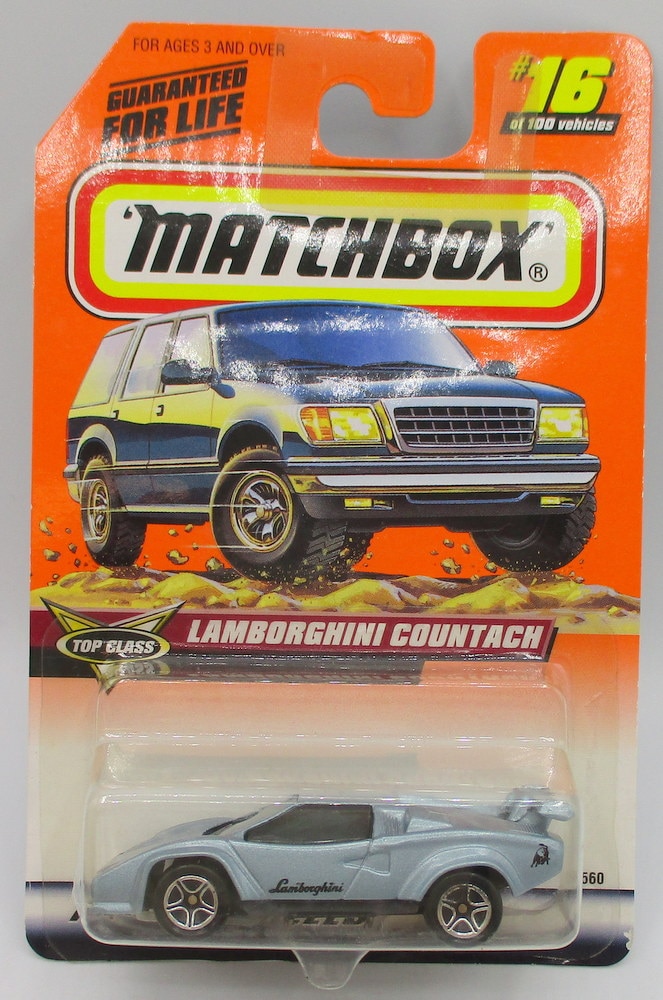 FOR AGES 3 AND OVER
GUARANTEED
FOR LIFE
#16
of 100 vehicles
'MATCHBOX'®
TOP CLASS
LAMBORGHINI COUNTACH
Lamborghini
560